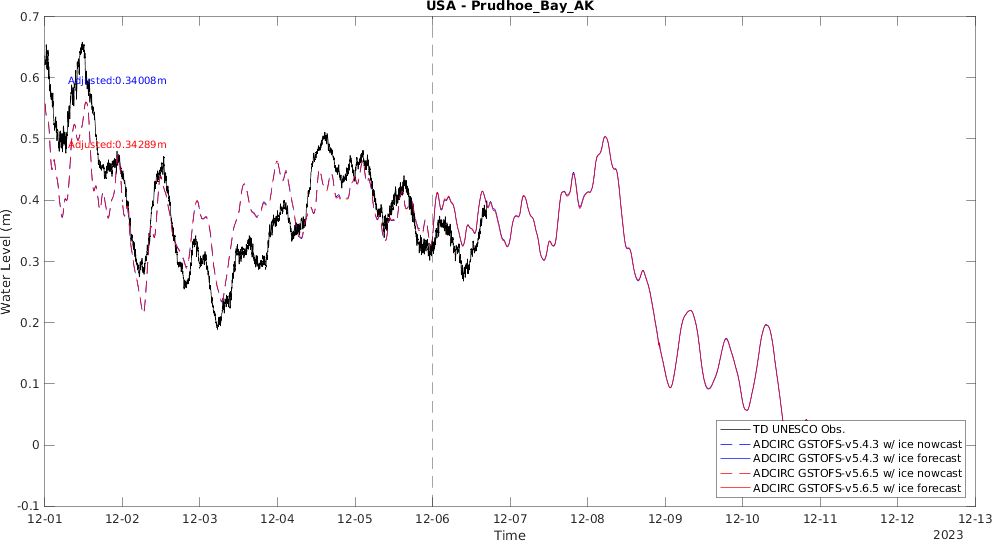 USA - Prudhoe_Bay_AK
0.7
0.6
0.5
0.4
0.3
0.2
0.1
0
-0.1
Water Level (m)
Adjusted:0.34008m
Adjusted:0.34289m
TD UNESCO Obs.
ADCIRC GSTOFS-v5.4.3 w/ ice nowcast
ADCIRC GSTOFS-v5.4.3 w/ ice forecast
ADCIRC GSTOFS-v5.6.5 w/ ice nowcast
ADCIRC GSTOFS-v5.6.5 w/ ice forecast
12-01 12-02 12-03 12-04 12-05 12-06 12-07 12-08 12-09 12-10 12-11 12-12 12-13
Time
2023